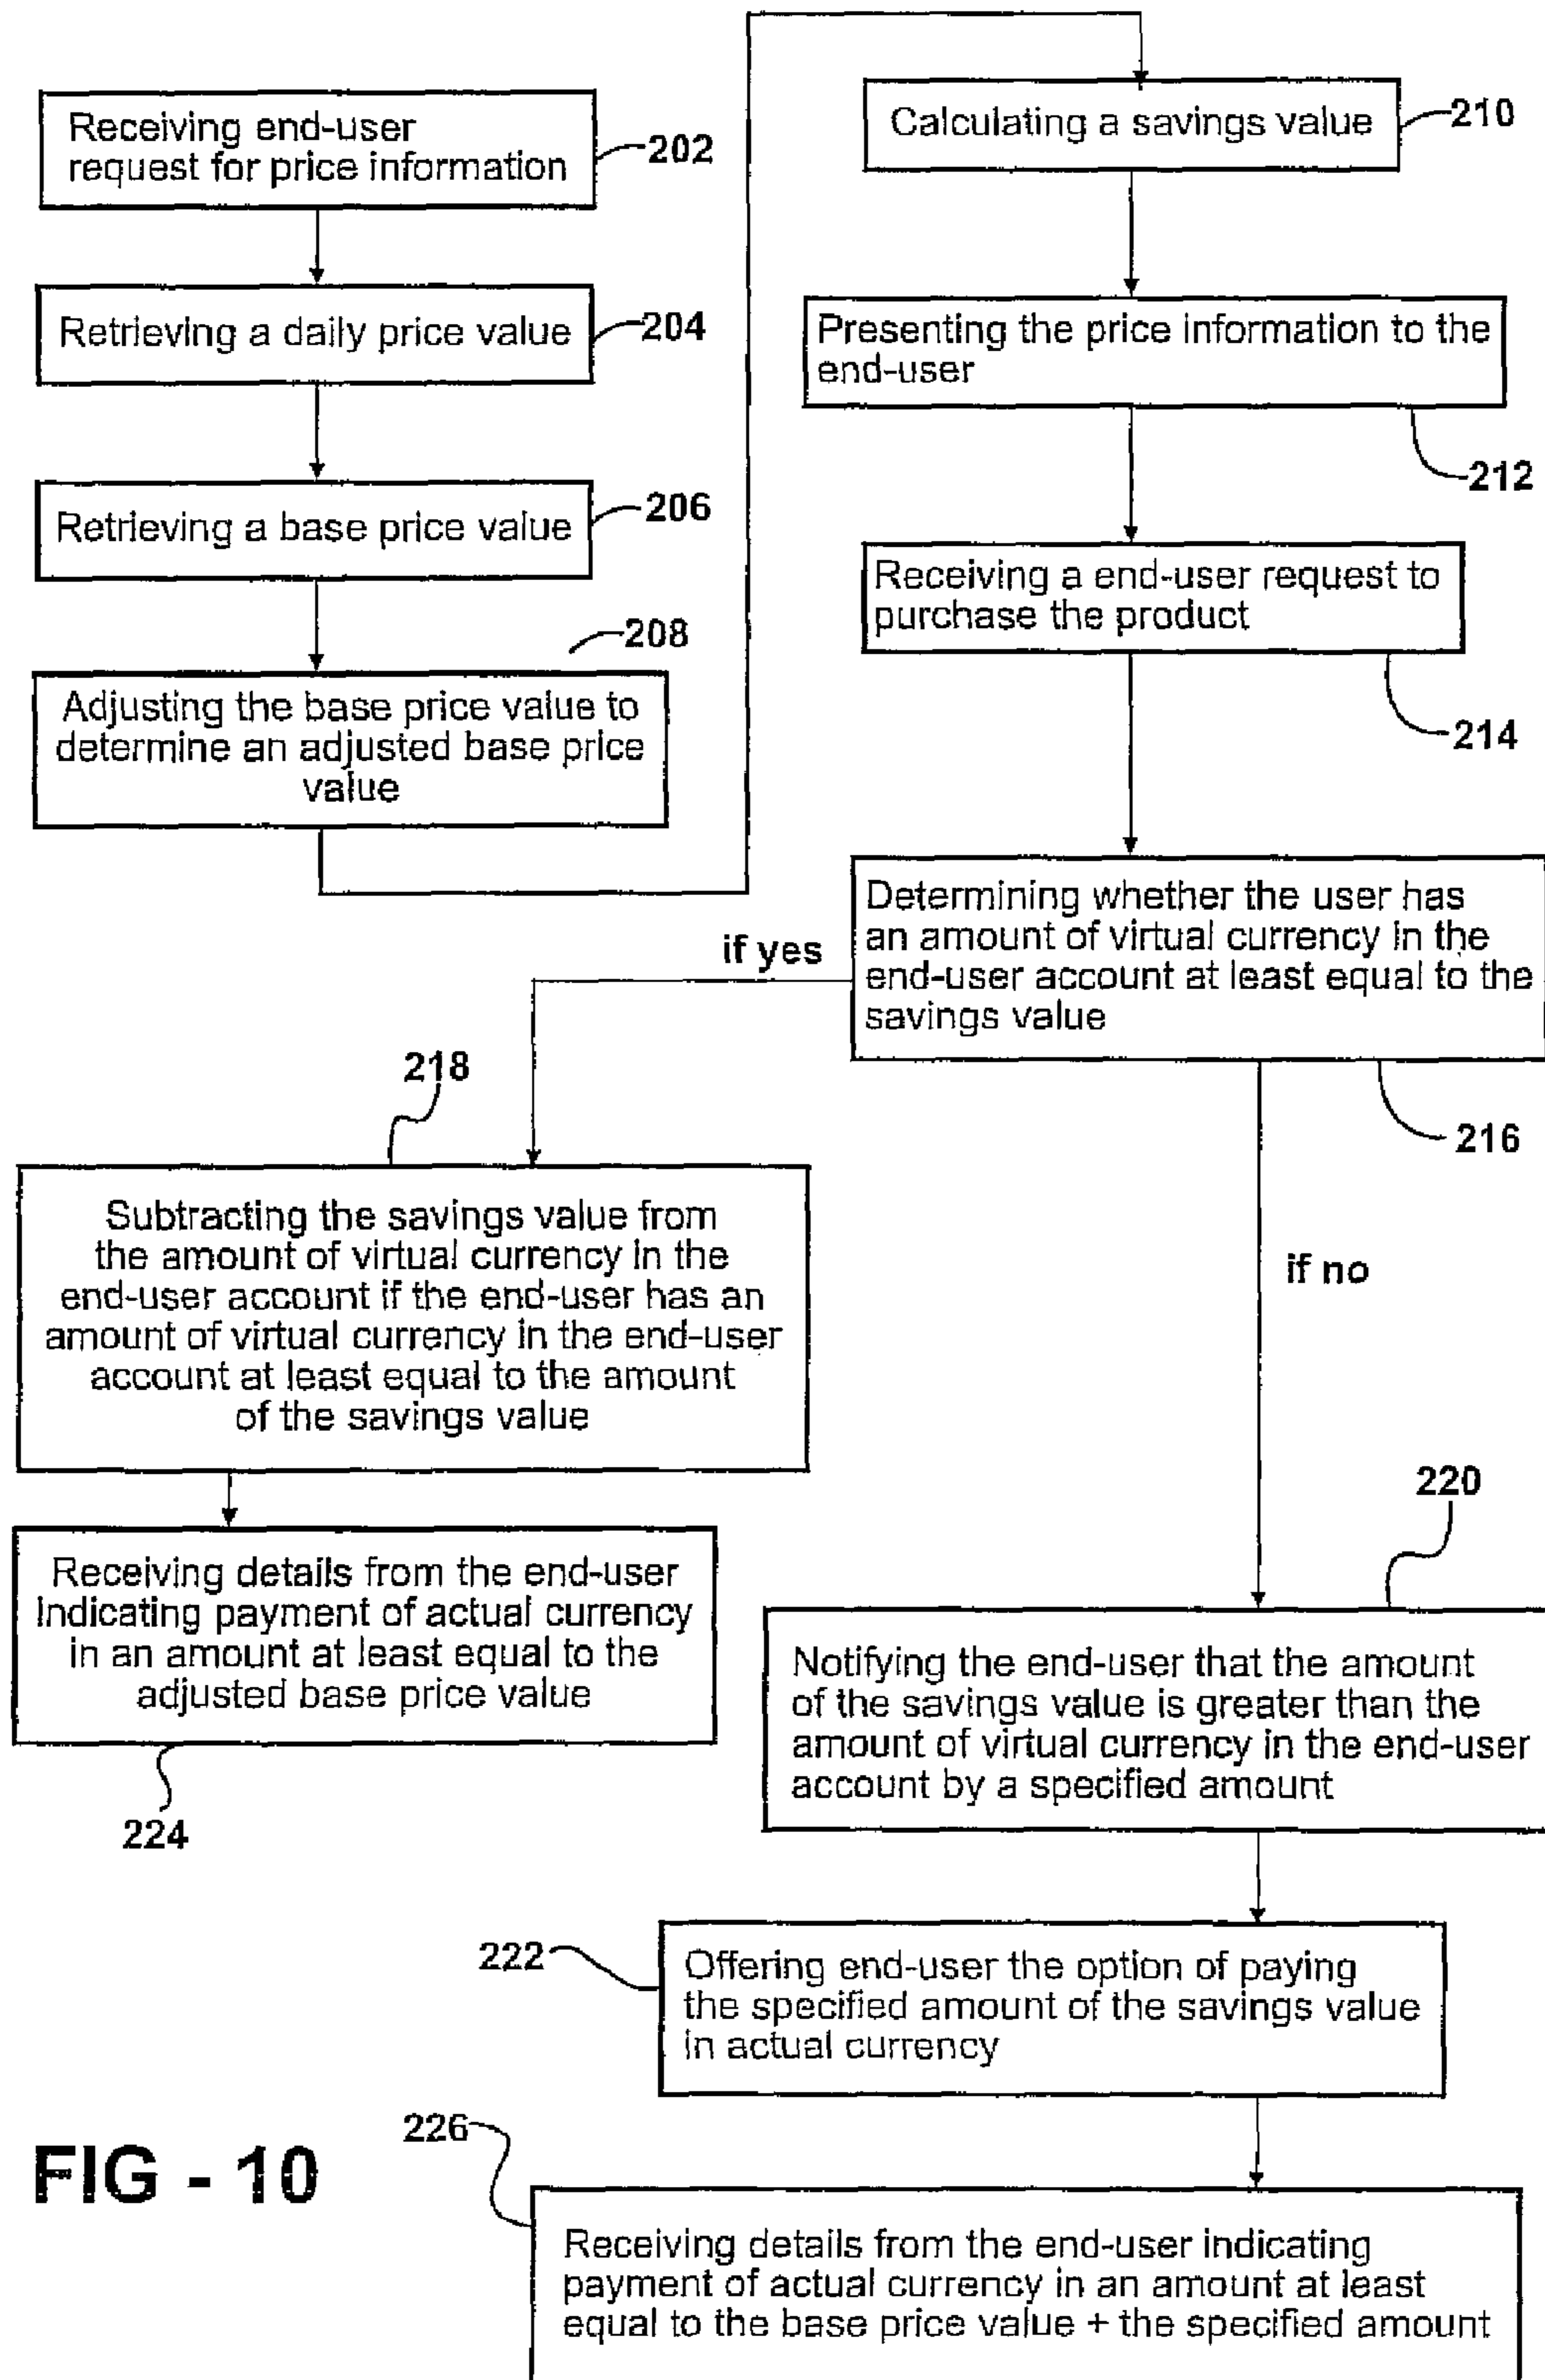 Receiving end-user
request for price information
202
Retrieving a daily price value
204
Retrieving a base price value
206
208
Adjusting the base price value to
determine an adjusted base price
value
Calculating a savings value
210
Presenting the price information to the
end-user
212
Receiving a end-user request to
purchase the product
214
Determining whether the user has
an amount of virtual currency in the
end-user account at least equal to the
savings value
216
if yes
218
Subtracting the savings value from
the amount of virtual currency in the
end-user account if the end-user has an
amount of virtual currency in the end-user
account at least equal to the amount
of the savings value
Receiving details from the end-user
indicating payment of actual currency
in an amount at least equal to the
adjusted base price value
224
if no
220
Notifying the end-user that the amount
of the savings value is greater than the
amount of virtual currency in the end-user
account by a specified amount
222
Offering end-user the option of paying
the specified amount of the savings value
in actual currency
226
Receiving details from the end-user indicating
payment of actual currency in an amount at least
equal to the base price value + the specified amount
FIG - 10